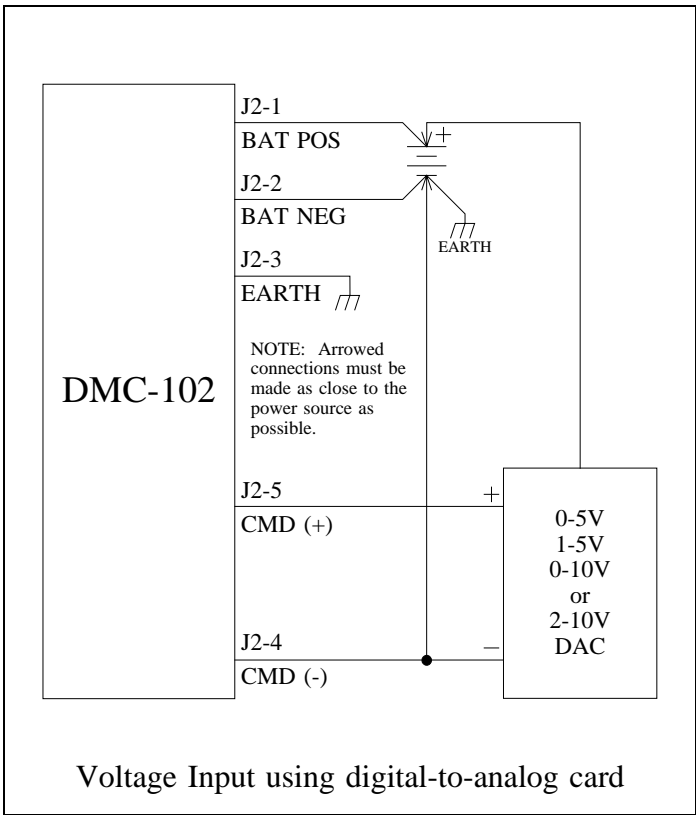 J2-1
BAT POS
+
J2-2
BAT NEG
EARTH
J2-3
EARTH
NOTE: Arrowed
connections must be
made as close to the
power source as
possible.
DMC-102
J2-5
+
CMD (+)
0-5V
1-5V
0-10V
or
2-10V
DAC
J2-4
−
CMD (-)
Voltage Input using digital-to-analog card